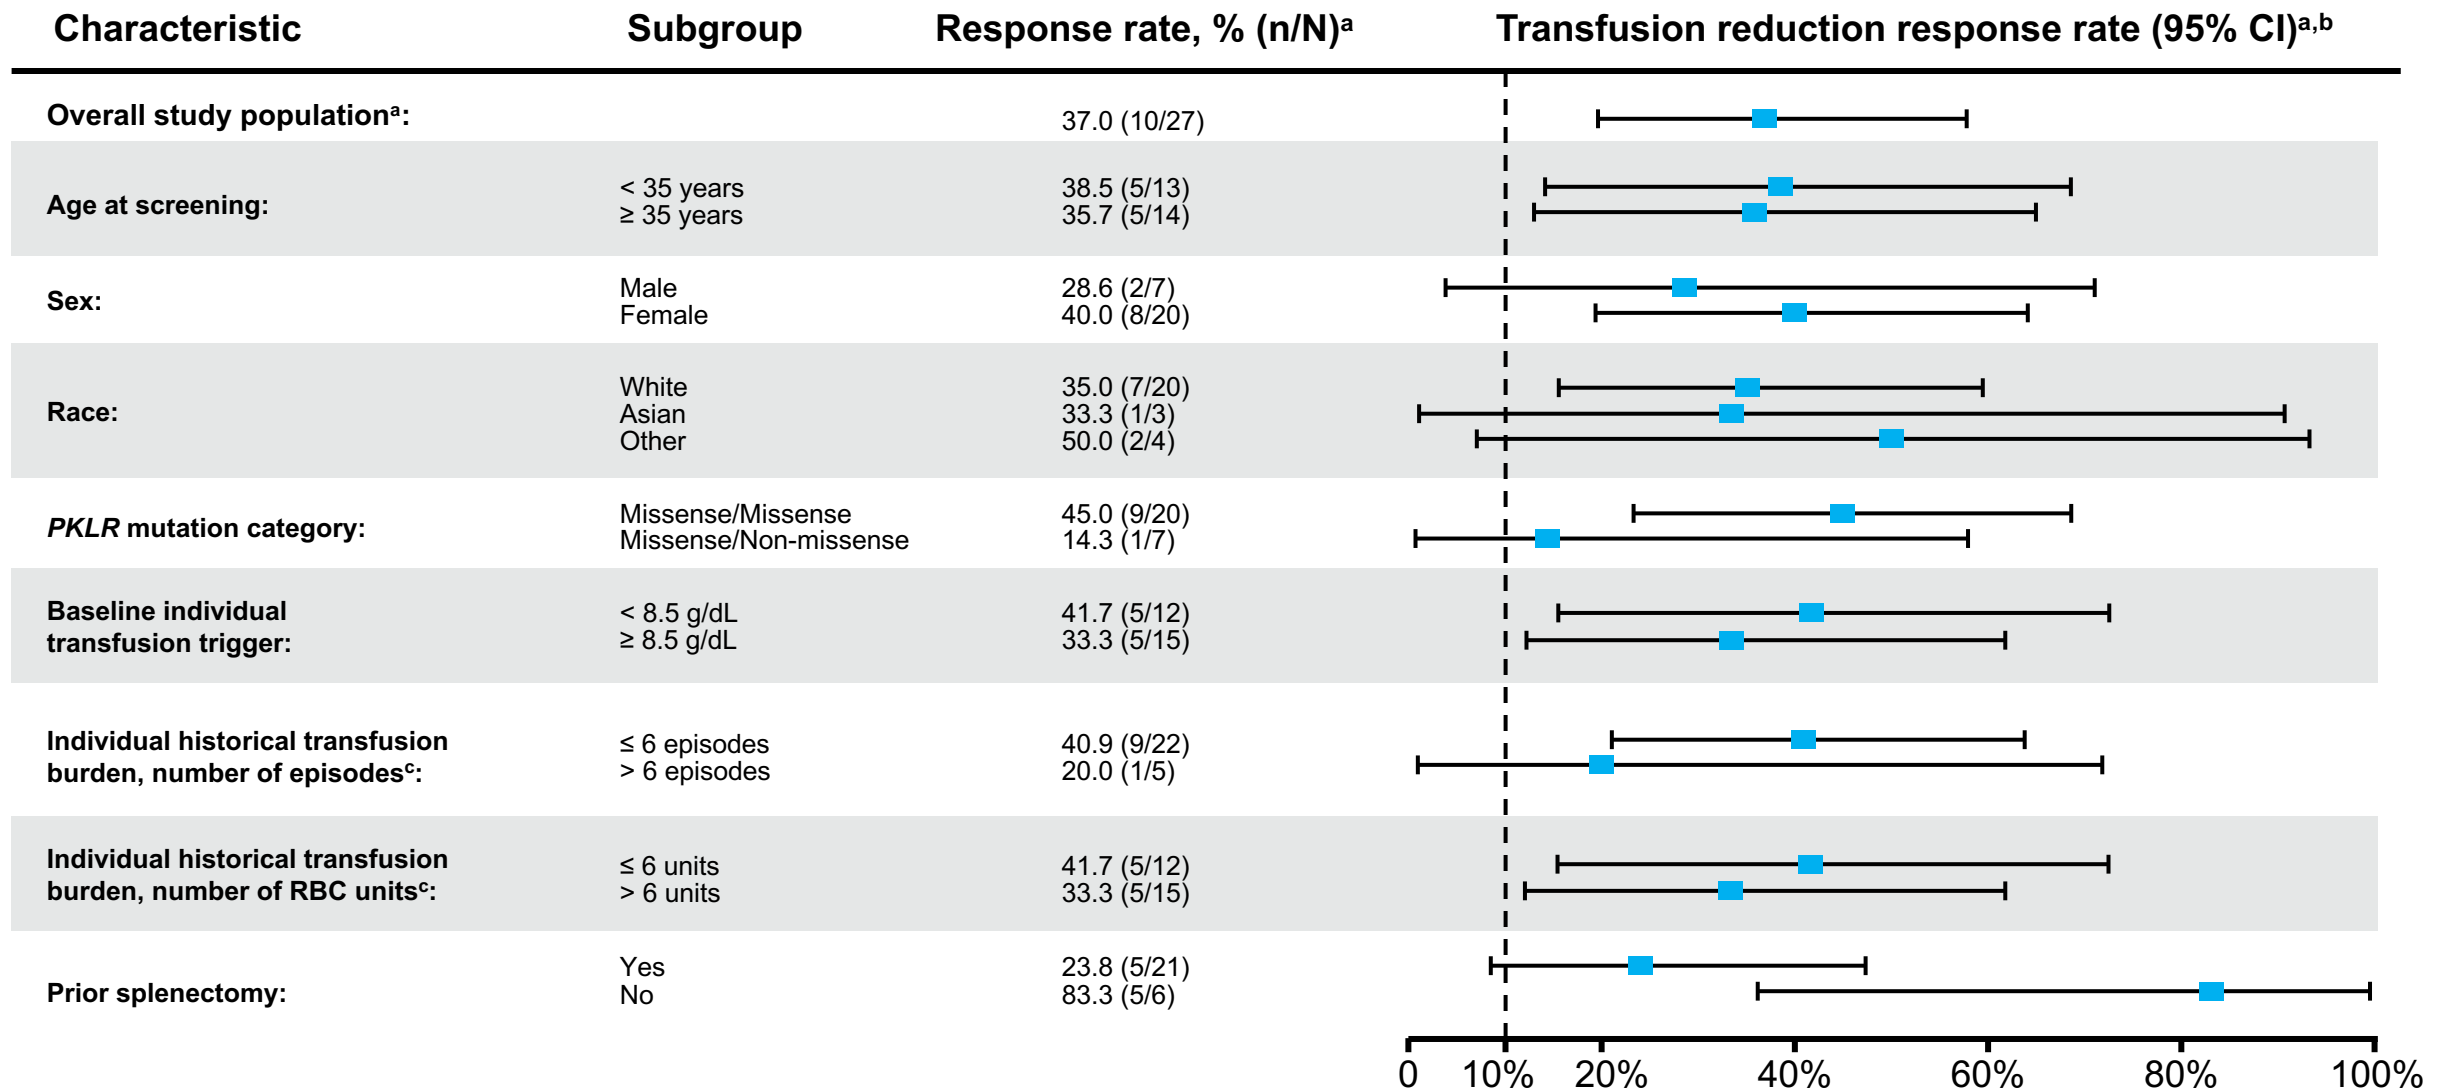 Characteristic Subgroup Response rate, % (n/N)ᵃ Transfusion reduction response rate (95% CI)ᵃ,ᵇ
Overall study populationᵃ: 37.0 (10/27)
Age at screening:
< 35 years 38.5 (5/13)
≥ 35 years 35.7 (5/14)
Sex:
Male 28.6 (2/7)
Female 40.0 (8/20)
Race:
White 35.0 (7/20)
Asian 33.3 (1/3)
Other 50.0 (2/4)
PKLR mutation category:
Missense/Missense 45.0 (9/20)
Missense/Non-missense 14.3 (1/7)
Baseline individual
transfusion trigger:
< 8.5 g/dL 41.7 (5/12)
≥ 8.5 g/dL 33.3 (5/15)
Individual historical transfusion
burden, number of episodesᶜ:
≤ 6 episodes 40.9 (9/22)
> 6 episodes 20.0 (1/5)
Individual historical transfusion
burden, number of RBC unitsᶜ:
≤ 6 units 41.7 (5/12)
> 6 units 33.3 (5/15)
Prior splenectomy:
Yes 23.8 (5/21)
No 83.3 (5/6)
0 10% 20% 40% 60% 80% 100%